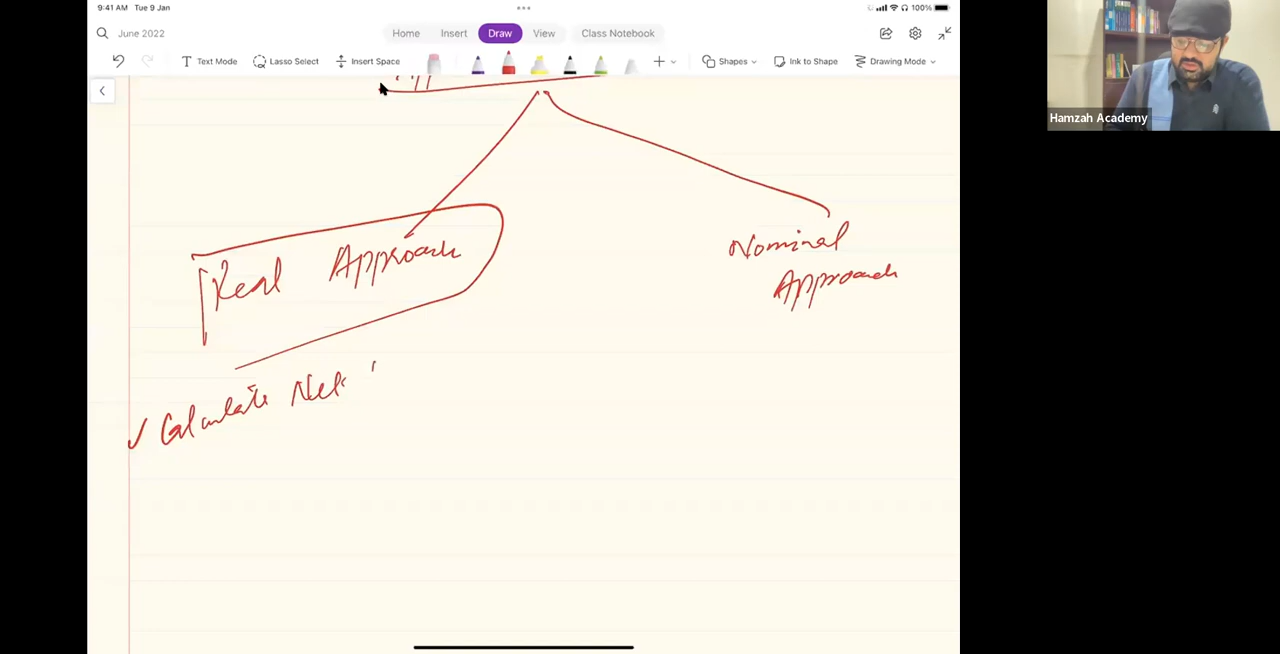 9:41 AM Tue 9 Jan
100%
June 2022
Home Insert Draw View Class Notebook
Text Mode Lasso Select Insert Space Shapes Ink to Shape Drawing Mode
Hamzah Academy
Real Approach
Nominal
Approach
Calculate Net